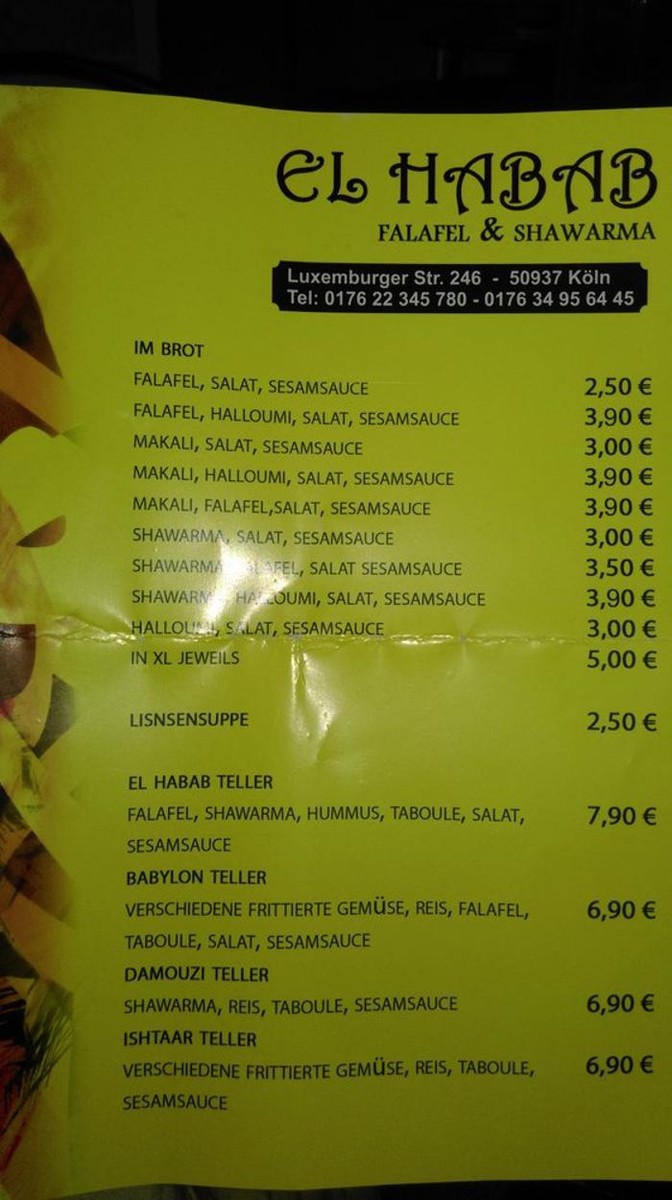 EL HABAB
FALAFEL & SHAWARMA
Luxemburger Str. 246 - 50937 Köln
Tel: 0176 22 345 780 - 0176 34 95 64 45
IM BROT
FALAFEL, SALAT, SESAMSAUCE 2,50 €
FALAFEL, HALLOUMI, SALAT, SESAMSAUCE 3,90 €
MAKALI, SALAT, SESAMSAUCE 3,00 €
MAKALI, HALLOUMI, SALAT, SESAMSAUCE 3,90 €
MAKALI, FALAFEL,SALAT, SESAMSAUCE 3,90 €
SHAWARMA, SALAT, SESAMSAUCE 3,00 €
SHAWARMA, FALAFEL, SALAT SESAMSAUCE 3,50 €
SHAWARMA, HALLOUMI, SALAT, SESAMSAUCE 3,90 €
HALLOUMI, SALAT, SESAMSAUCE 3,00 €
IN XL JEWEILS 5,00 €
LISNSENSUPPE 2,50 €
EL HABAB TELLER
FALAFEL, SHAWARMA, HUMMUS, TABOULE, SALAT, 7,90 €
SESAMSAUCE
BABYLON TELLER
VERSCHIEDENE FRITTIERTE GEMÜSE, REIS, FALAFEL, 6,90 €
TABOULE, SALAT, SESAMSAUCE
DAMOUZI TELLER
SHAWARMA, REIS, TABOULE, SESAMSAUCE 6,90 €
ISHTAAR TELLER
VERSCHIEDENE FRITTIERTE GEMÜSE, REIS, TABOULE, 6,90 €
SESAMSAUCE